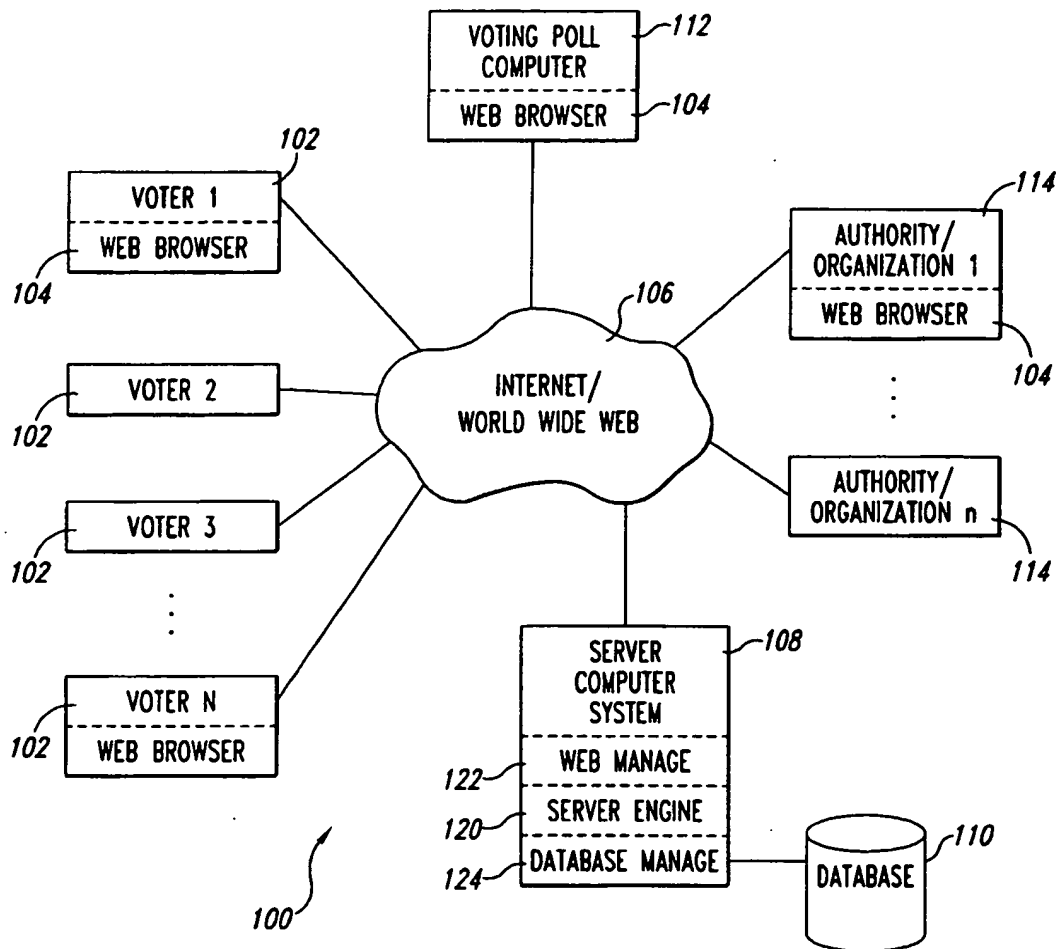 VOTING POLL
COMPUTER
112
WEB BROWSER
104
102
VOTER 1
WEB BROWSER
104
114
AUTHORITY/
ORGANIZATION 1
WEB BROWSER
104
106
INTERNET/
WORLD WIDE WEB
VOTER 2
102
VOTER 3
102
AUTHORITY/
ORGANIZATION n
114
VOTER N
102
WEB BROWSER
SERVER
COMPUTER
SYSTEM
108
WEB MANAGE
122
SERVER ENGINE
120
DATABASE MANAGE
124
DATABASE
110
100